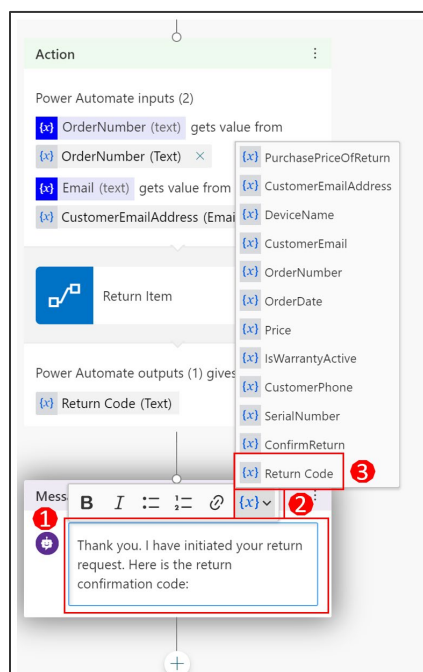 Action
Power Automate inputs (2)
{x} OrderNumber (text) gets value from
{x} OrderNumber (Text) ×
{x} Email (text) gets value from
{x} CustomerEmailAddress (Emai
Return Item
Power Automate outputs (1) gives
{x} Return Code (Text)
{x} PurchasePriceOfReturn
{x} CustomerEmailAddress
{x} DeviceName
{x} CustomerEmail
{x} OrderNumber
{x} OrderDate
{x} Price
{x} IsWarrantyActive
{x} CustomerPhone
{x} SerialNumber
{x} ConfirmReturn
{x} Return Code 3
Messa
B I {x} 2
1
Thank you. I have initiated your return
request. Here is the return
confirmation code: